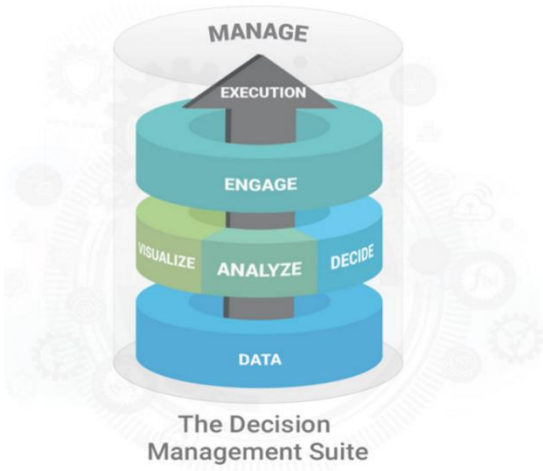 MANAGE
EXECUTION
ENGAGE
VISUALIZE
ANALYZE
DECIDE
DATA
The Decision
Management Suite